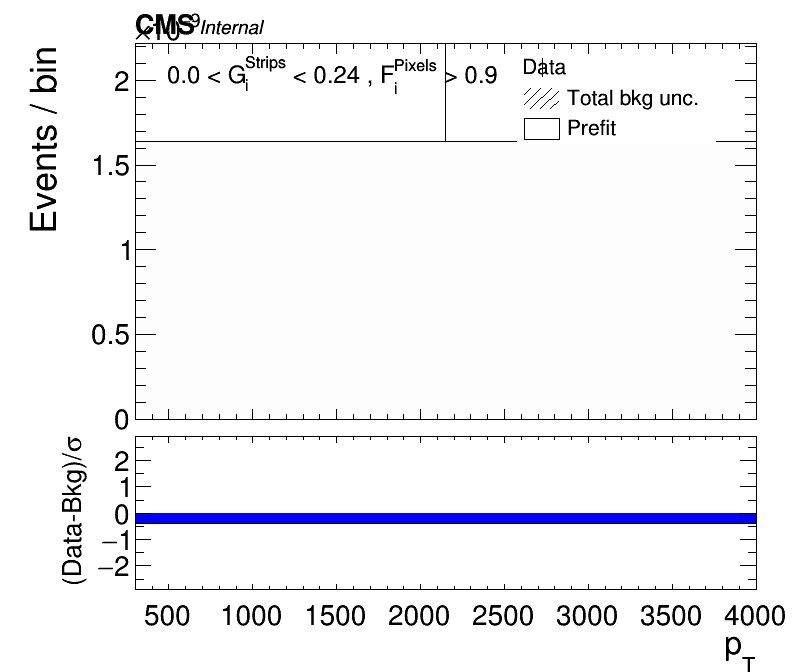 CMS Internal
×10⁻⁹
0.0 < G_i^Strips < 0.24 , F_i^Pixels > 0.9
Data
Total bkg unc.
Prefit
Events / bin
2
1.5
1
0.5
0
(Data-Bkg)/σ
2
1
0
−1
−2
500 1000 1500 2000 2500 3000 3500 4000
p_T